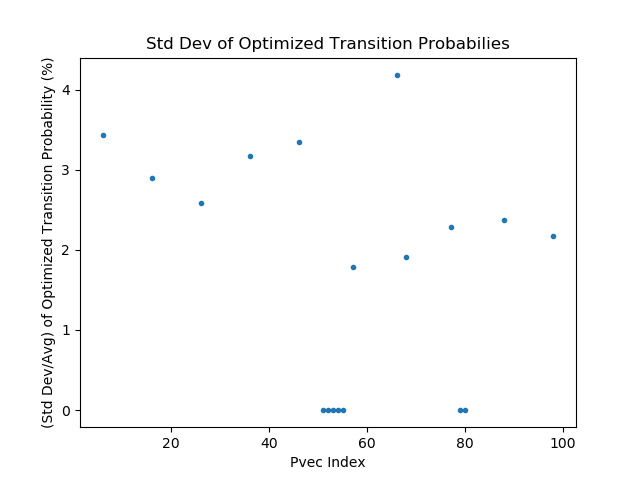 Std Dev of Optimized Transition Probabilies
(Std Dev/Avg) of Optimized Transition Probability (%)
4
3
2
1
0
20 40 60 80 100
Pvec Index